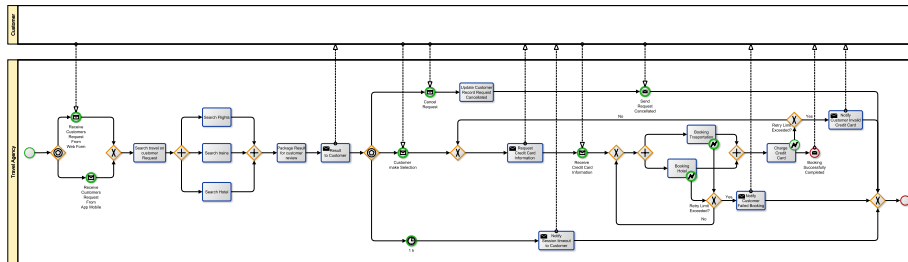 Customer
Travel Agency
Receive
Customers
Request
From
Web Form
Receive
Customers
Request
From
App Mobile
Search travel on
customer
Request
Search Flights
Search trains
Search Hotel
Package Result
for customer
review
Result
to Customer
Cancel
Request
Update Customer
Record Request
Cancellated
Send
Request
Cancellated
Customer
make Selection
Request
Credit Card
Information
Receive
Credit Card
Information
No
Booking
Trasportation
Booking
Hotel
Retry Limit
Exceeded?
Yes
No
Notify
Customer
Failed Booking
Charge
Credit
Card
Retry Limit
Exceeded?
Yes
Notify
Customer Invalid
Credit Card
Booking
Successfully
Completed
Notify
Session timeout
to Customer